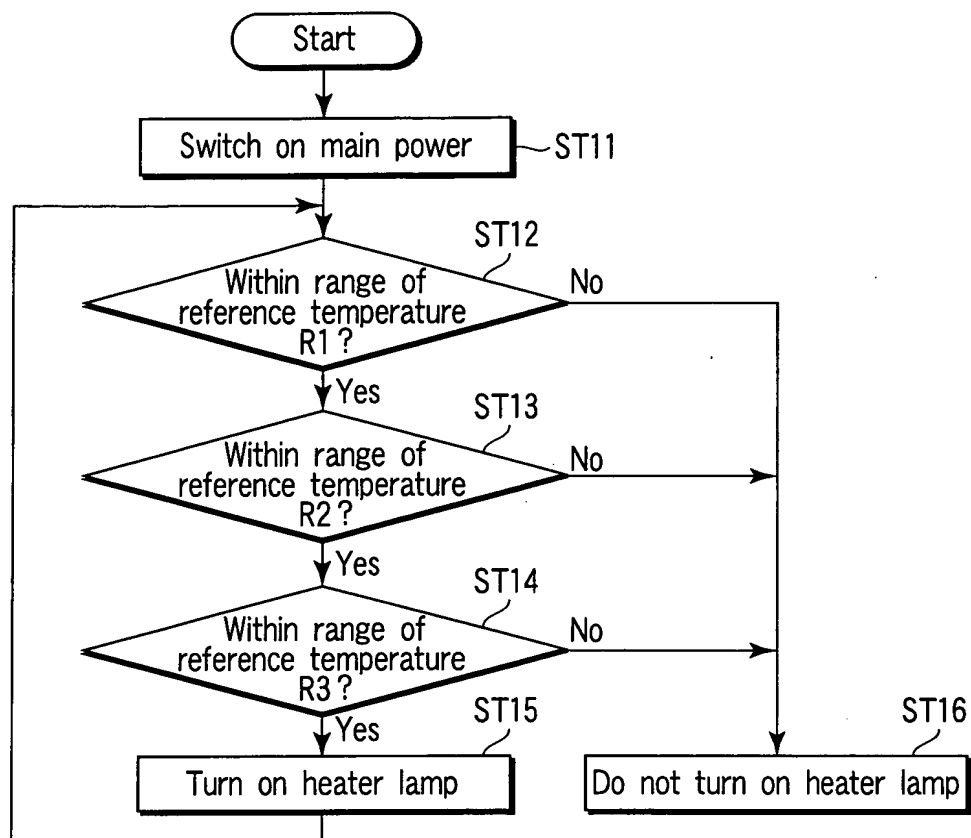 Start
Switch on main power
ST11
ST12
Within range of
reference temperature
R1?
No
Yes
ST13
Within range of
reference temperature
R2?
No
Yes
ST14
Within range of
reference temperature
R3?
No
Yes
ST15
Turn on heater lamp
ST16
Do not turn on heater lamp